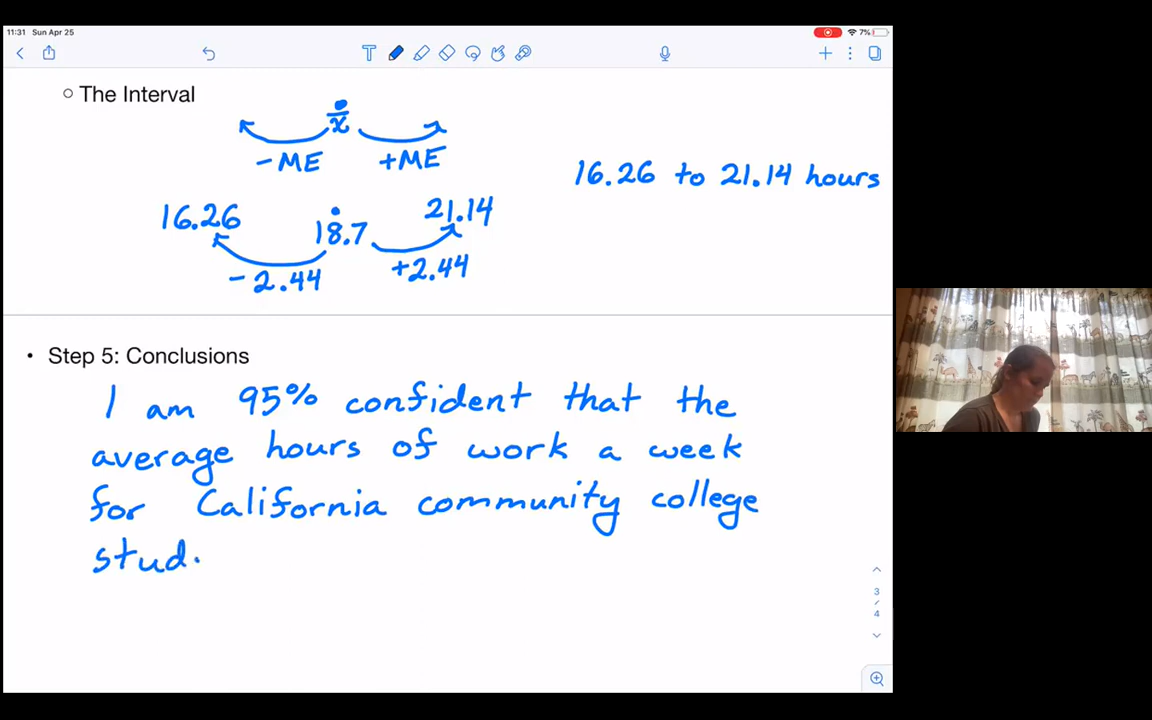 11:31 Sun Apr 25
7%
T
The Interval
x̄
-ME +ME
16.26 to 21.14 hours
16.26 18.7 21.14
-2.44 +2.44
Step 5: Conclusions
I am 95% confident that the
average hours of work a week
for California community college
stud.
3
4